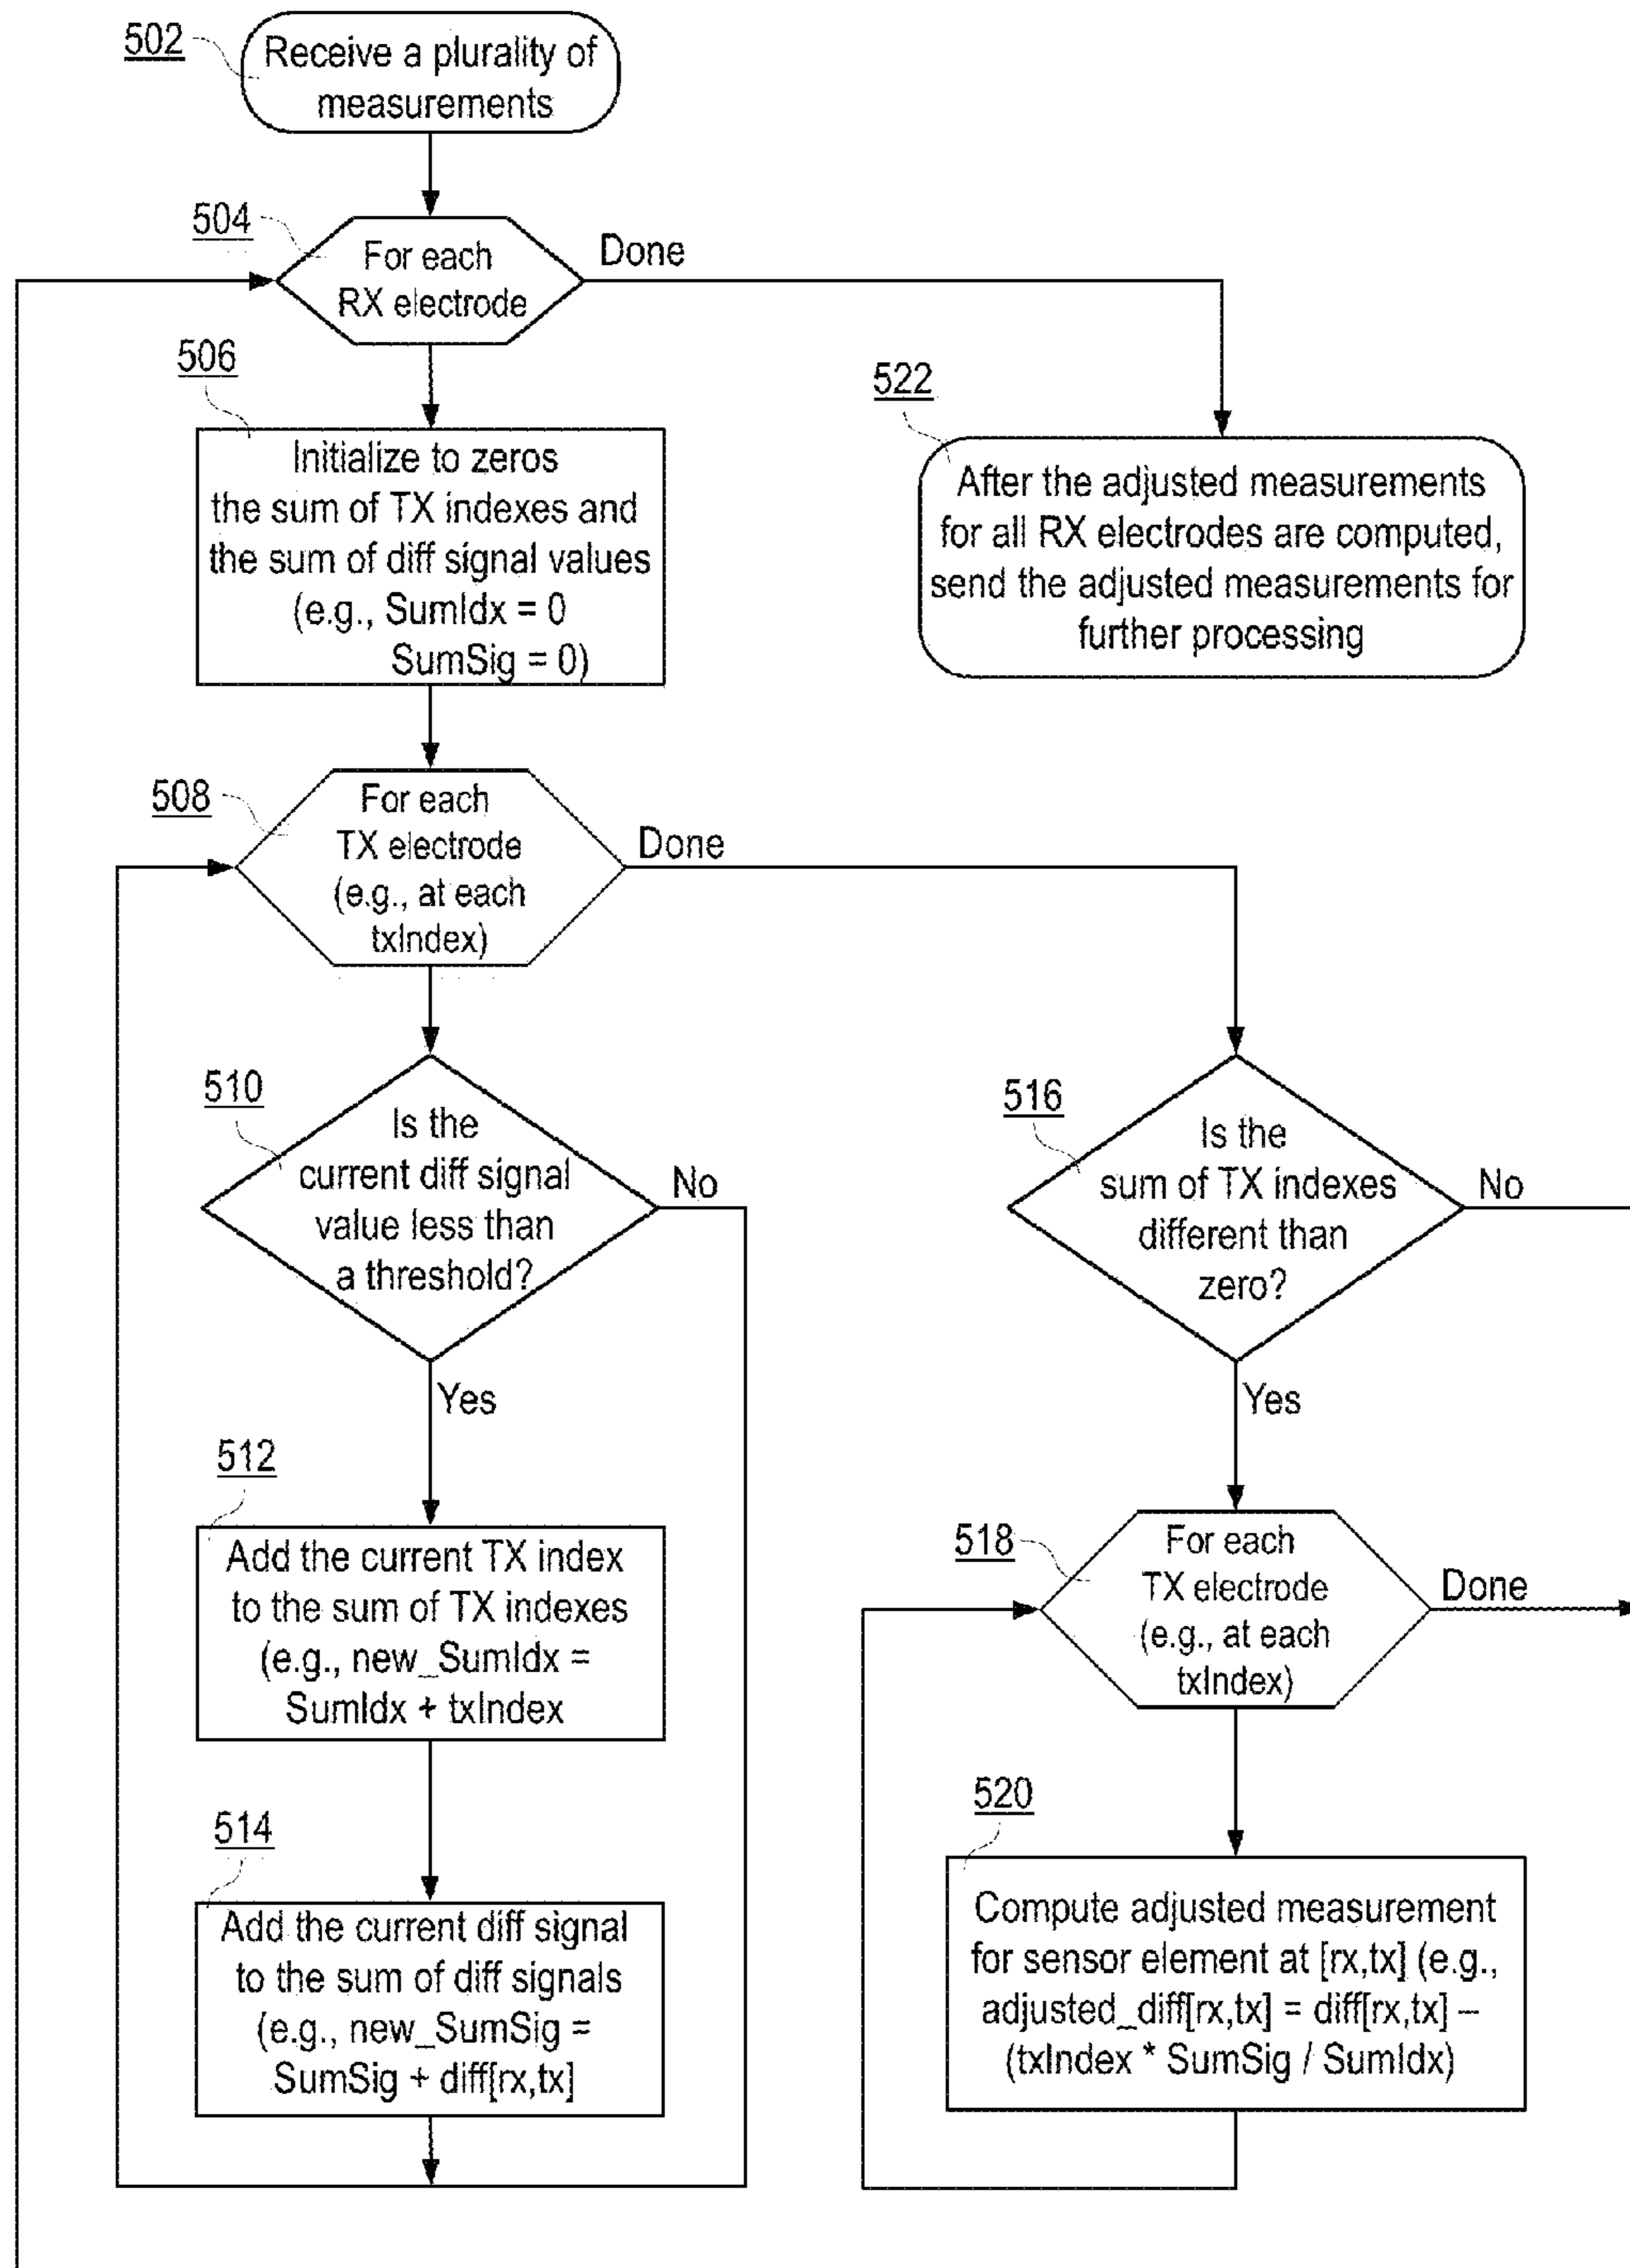 502
Receive a plurality of
measurements
504
For each
RX electrode
Done
506
Initialize to zeros
the sum of TX indexes and
the sum of diff signal values
(e.g., SumIdx = 0
SumSig = 0)
522
After the adjusted measurements
for all RX electrodes are computed,
send the adjusted measurements for
further processing
508
For each
TX electrode
(e.g., at each
txIndex)
Done
510
Is the
current diff signal
value less than
a threshold?
No
Yes
516
Is the
sum of TX indexes
different than
zero?
No
Yes
512
Add the current TX index
to the sum of TX indexes
(e.g., new_SumIdx =
SumIdx + txIndex
518
For each
TX electrode
(e.g., at each
txIndex)
Done
514
Add the current diff signal
to the sum of diff signals
(e.g., new_SumSig =
SumSig + diff[rx,tx]
520
Compute adjusted measurement
for sensor element at [rx,tx] (e.g.,
adjusted_diff[rx,tx] = diff[rx,tx] –
(txIndex * SumSig / SumIdx)